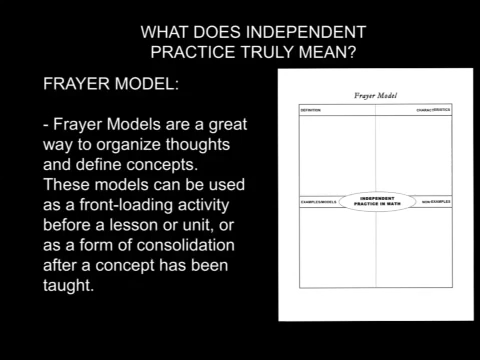 WHAT DOES INDEPENDENT
PRACTICE TRULY MEAN?
FRAYER MODEL:
- Frayer Models are a great
way to organize thoughts
and define concepts.
These models can be used
as a front-loading activity
before a lesson or unit, or
as a form of consolidation
after a concept has been
taught.
Frayer Model
DEFINITION
CHARACTERISTICS
EXAMPLES/MODELS
INDEPENDENT
PRACTICE IN MATH
NON-EXAMPLES